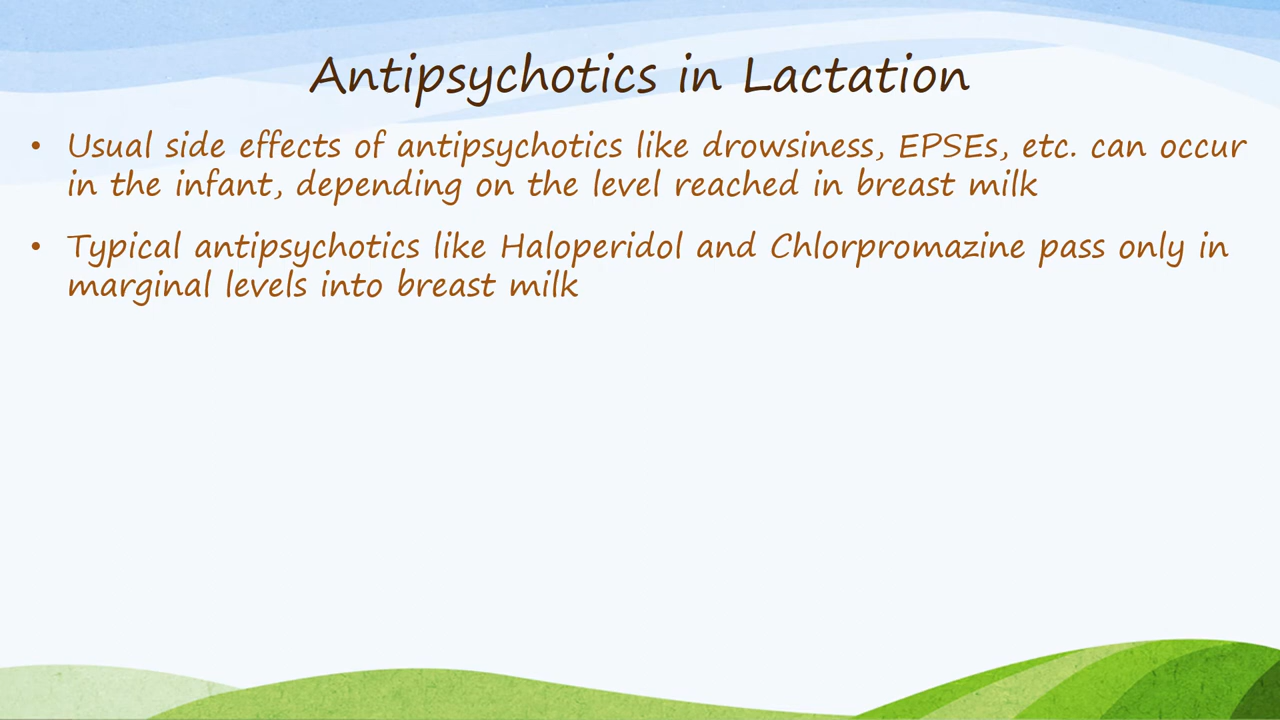 Antipsychotics in Lactation
• Usual side effects of antipsychotics like drowsiness, EPSEs, etc. can occur
in the infant, depending on the level reached in breast milk
• Typical antipsychotics like Haloperidol and Chlorpromazine pass only in
marginal levels into breast milk